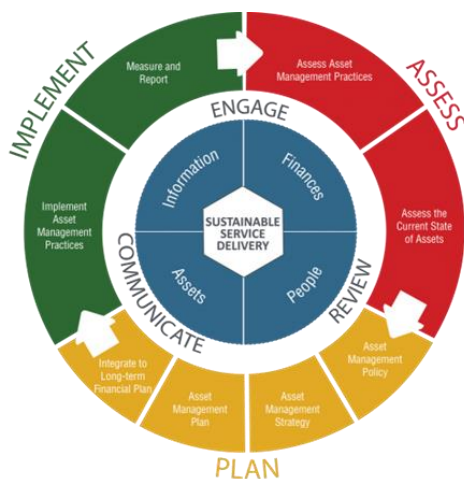 IMPLEMENT
ASSESS
PLAN
Measure and
Report
Assess Asset
Management Practices
Assess the
Current State
of Assets
Asset
Management
Policy
Asset
Management
Strategy
Asset
Management
Plan
Integrate to
Long-term
Financial Plan
Implement
Asset
Management
Practices
ENGAGE
REVIEW
COMMUNICATE
Information
Finances
People
Assets
SUSTAINABLE
SERVICE
DELIVERY